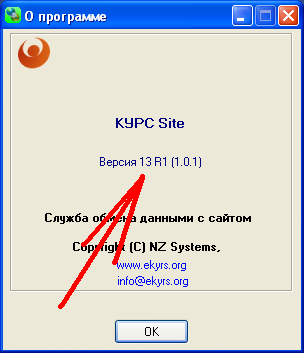 О программе
КУРС Site
Версия 13 R1 (1.0.1)
Служба обмена данными с сайтом
Copyright (C) NZ Systems,
www.ekyrs.org
info@ekyrs.org
OK